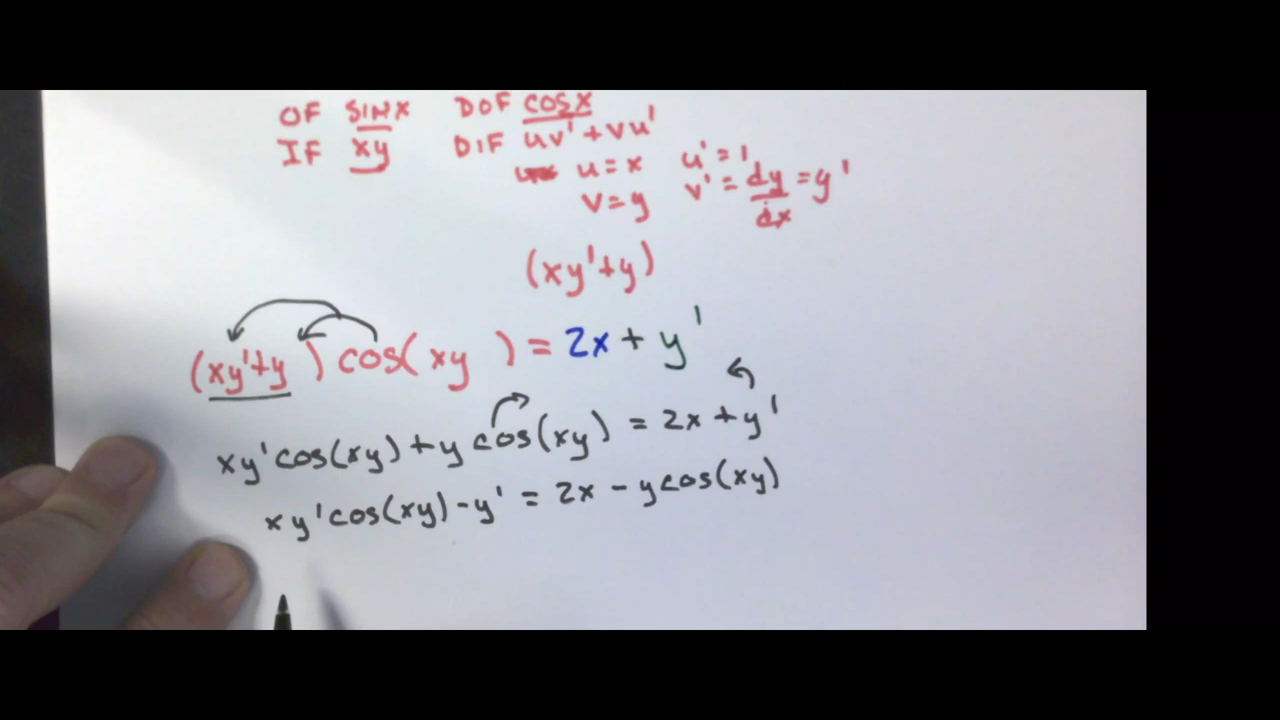 OF SINX DOF COSX
IF xy DIF uv' + vu'
u = x u' = 1
v = y v' = dy/dx = y'
(xy'+y)
(xy'+y) cos(xy) = 2x + y'
xy'cos(xy) + y cos(xy) = 2x + y'
xy'cos(xy) - y' = 2x - ycos(xy)